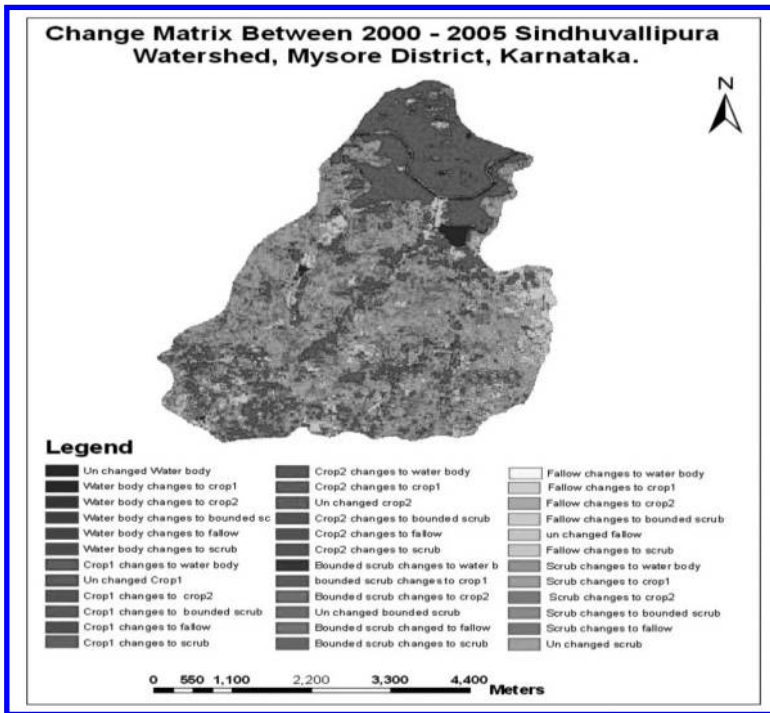 Change Matrix Between 2000 - 2005 Sindhuvallipura
Watershed, Mysore District, Karnataka.
N
Legend
Un changed Water body
Water body changes to crop1
Water body changes to crop2
Water body changes to bounded sc
Water body changes to fallow
Water body changes to scrub
Crop1 changes to water body
Un changed Crop1
Crop1 changes to crop2
Crop1 changes to bounded scrub
Crop1 changes to fallow
Crop1 changes to scrub
Crop2 changes to water body
Crop2 changes to crop1
Un changed crop2
Crop2 changes to bounded scrub
Crop2 changes to fallow
Crop2 changes to scrub
Bounded scrub changes to water b
bounded scrub changes to crop1
Bounded scrub changes to crop2
Un changed bounded scrub
Bounded scrub changed to fallow
Bounded scrub changes to scrub
Fallow changes to water body
Fallow changes to crop1
Fallow changes to crop2
Fallow changes to bounded scrub
un changed fallow
Fallow changes to scrub
Scrub changes to water body
Scrub changes to crop1
Scrub changes to crop2
Scrub changes to bounded scrub
Scrub changes to fallow
Un changed scrub
0 550 1,100 2,200 3,300 4,400
Meters